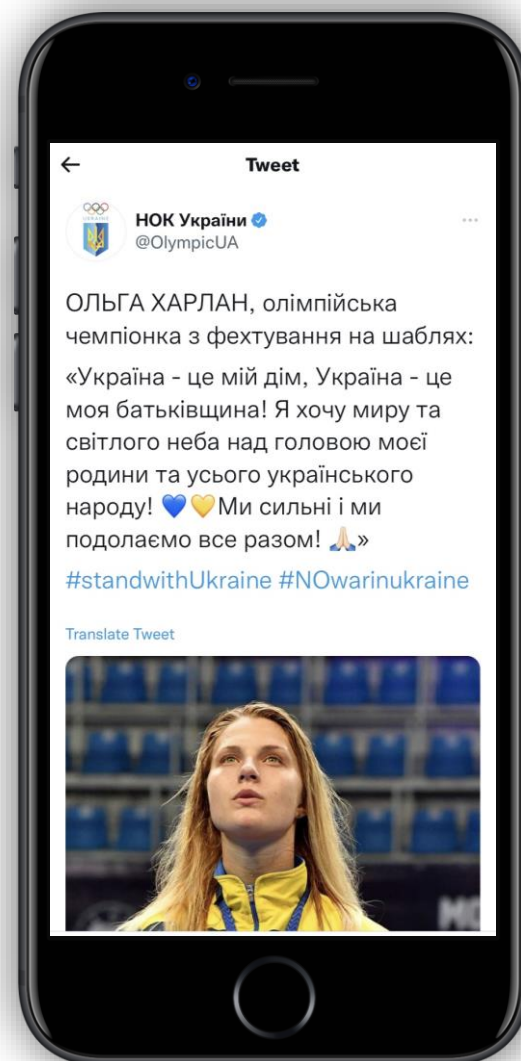 Tweet
UKRAINE
НОК України
@OlympicUA
ОЛЬГА ХАРЛАН, олімпійська
чемпіонка з фехтування на шаблях:
«Україна - це мій дім, Україна - це
моя батьківщина! Я хочу миру та
світлого неба над головою моєї
родини та усього українського
народу! 💙💛Ми сильні і ми
подолаємо все разом! 🙏🏻»
#standwithUkraine #NOwarinukraine
Translate Tweet